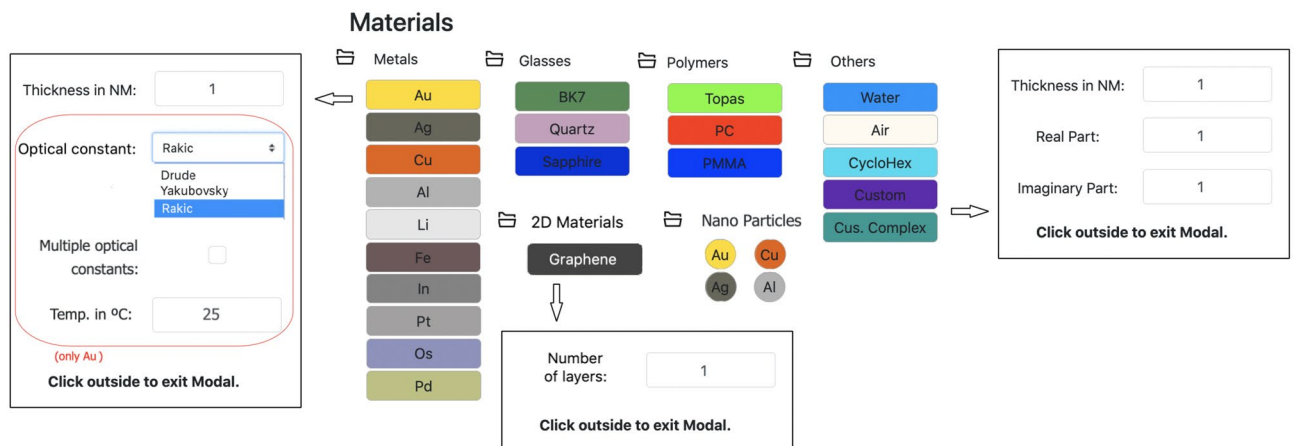 Materials
Thickness in NM:
1
Optical constant:
Rakic
Drude
Yakubovsky
Rakic
Multiple optical
constants:
Temp. in ºC:
25
(only Au )
Click outside to exit Modal.
Metals
Au
Ag
Cu
Al
Li
Fe
In
Pt
Os
Pd
Glasses
BK7
Quartz
Sapphire
Polymers
Topas
PC
PMMA
Others
Water
Air
CycloHex
Custom
Cus. Complex
2D Materials
Graphene
Nano Particles
Au
Cu
Ag
Al
Number
of layers:
1
Click outside to exit Modal.
Thickness in NM:
1
Real Part:
1
Imaginary Part:
1
Click outside to exit Modal.